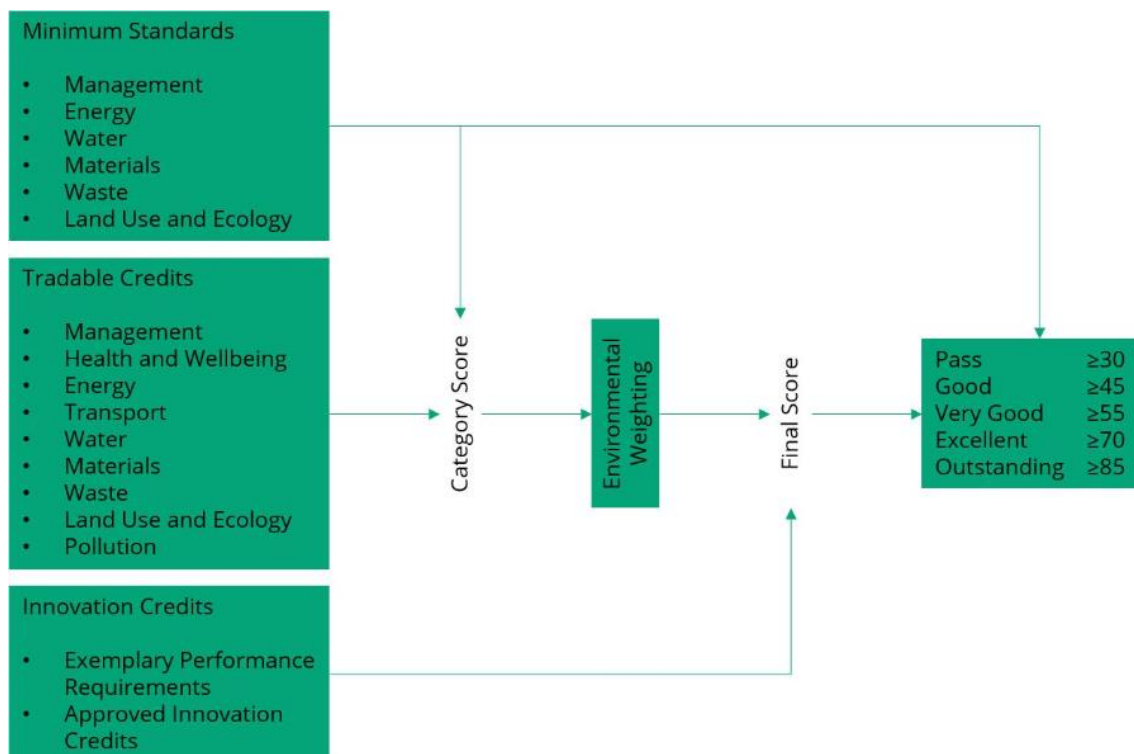 Minimum Standards
• Management
• Energy
• Water
• Materials
• Waste
• Land Use and Ecology
Tradable Credits
• Management
• Health and Wellbeing
• Energy
• Transport
• Water
• Materials
• Waste
• Land Use and Ecology
• Pollution
Innovation Credits
• Exemplary Performance
Requirements
• Approved Innovation
Credits
Category Score
Environmental
Weighting
Final Score
Pass ≥30
Good ≥45
Very Good ≥55
Excellent ≥70
Outstanding ≥85